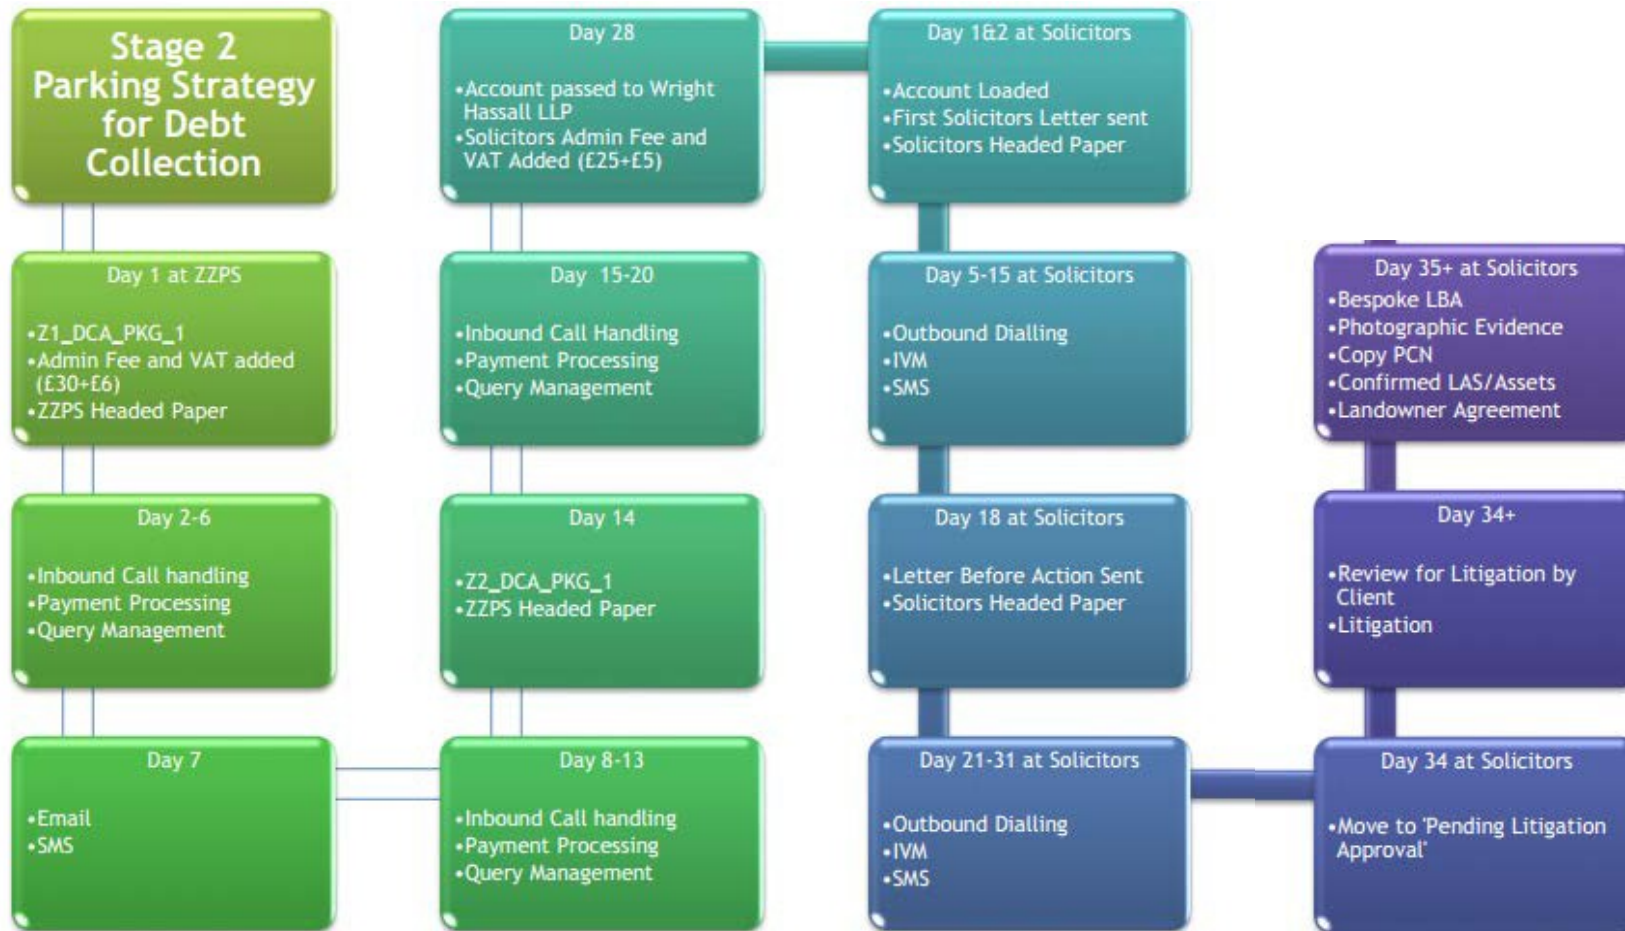 Stage 2
Parking Strategy
for Debt
Collection
Day 1 at ZZPS
•Z1_DCA_PKG_1
•Admin Fee and VAT added
(£30+£6)
•ZZPS Headed Paper
Day 2-6
•Inbound Call handling
•Payment Processing
•Query Management
Day 7
•Email
•SMS
Day 8-13
•Inbound Call handling
•Payment Processing
•Query Management
Day 14
•Z2_DCA_PKG_1
•ZZPS Headed Paper
Day 15-20
•Inbound Call Handling
•Payment Processing
•Query Management
Day 28
•Account passed to Wright
Hassall LLP
•Solicitors Admin Fee and
VAT Added (£25+£5)
Day 1&2 at Solicitors
•Account Loaded
•First Solicitors Letter sent
•Solicitors Headed Paper
Day 5-15 at Solicitors
•Outbound Dialling
•IVM
•SMS
Day 18 at Solicitors
•Letter Before Action Sent
•Solicitors Headed Paper
Day 21-31 at Solicitors
•Outbound Dialling
•IVM
•SMS
Day 34 at Solicitors
•Move to 'Pending Litigation
Approval'
Day 34+
•Review for Litigation by
Client
•Litigation
Day 35+ at Solicitors
•Bespoke LBA
•Photographic Evidence
•Copy PCN
•Confirmed LAS/Assets
•Landowner Agreement